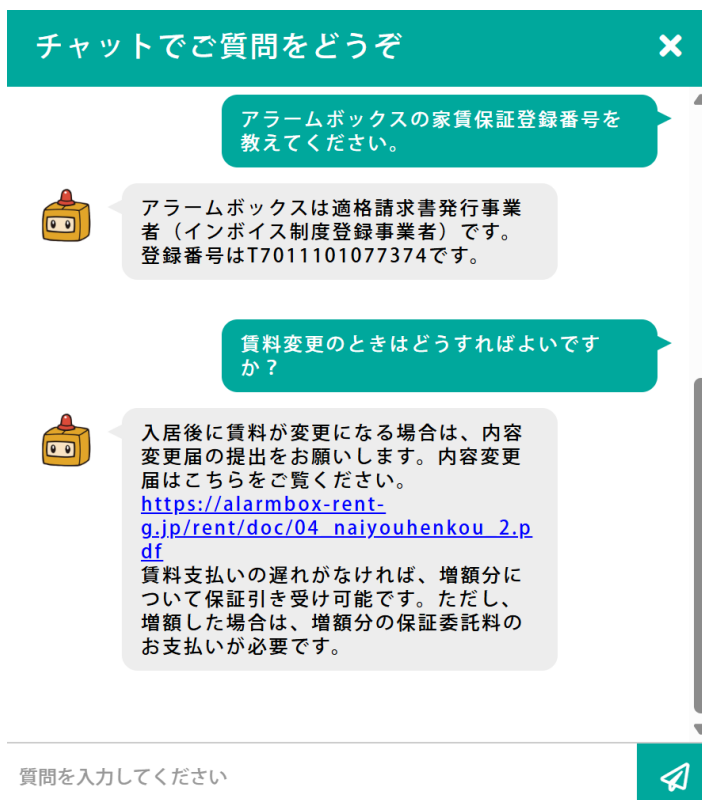 チャットでご質問をどうぞ
アラームボックスの家賃保証登録番号を
教えてください。
アラームボックスは適格請求書発行事業
者（インボイス制度登録事業者）です。
登録番号はT7011101077374です。
賃料変更のときはどうすればよいです
か？
入居後に賃料が変更になる場合は、内容
変更届の提出をお願いします。内容変更
届はこちらをご覧ください。
https://alarmbox-rent-
g.jp/rent/doc/04_naiyouhenkou_2.p
df
賃料支払いの遅れがなければ、増額分に
ついて保証引き受け可能です。ただし、
増額した場合は、増額分の保証委託料の
お支払いが必要です。
質問を入力してください